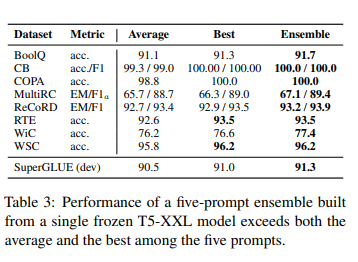 Dataset Metric Average Best Ensemble
BoolQ acc. 91.1 91.3 91.7
CB acc./F1 99.3 / 99.0 100.00 / 100.00 100.0 / 100.0
COPA acc. 98.8 100.0 100.0
MultiRC EM/F1a 65.7 / 88.7 66.3 / 89.0 67.1 / 89.4
ReCoRD EM/F1 92.7 / 93.4 92.9 / 93.5 93.2 / 93.9
RTE acc. 92.6 93.5 93.5
WiC acc. 76.2 76.6 77.4
WSC acc. 95.8 96.2 96.2
SuperGLUE (dev) 90.5 91.0 91.3
Table 3: Performance of a five-prompt ensemble built
from a single frozen T5-XXL model exceeds both the
average and the best among the five prompts.